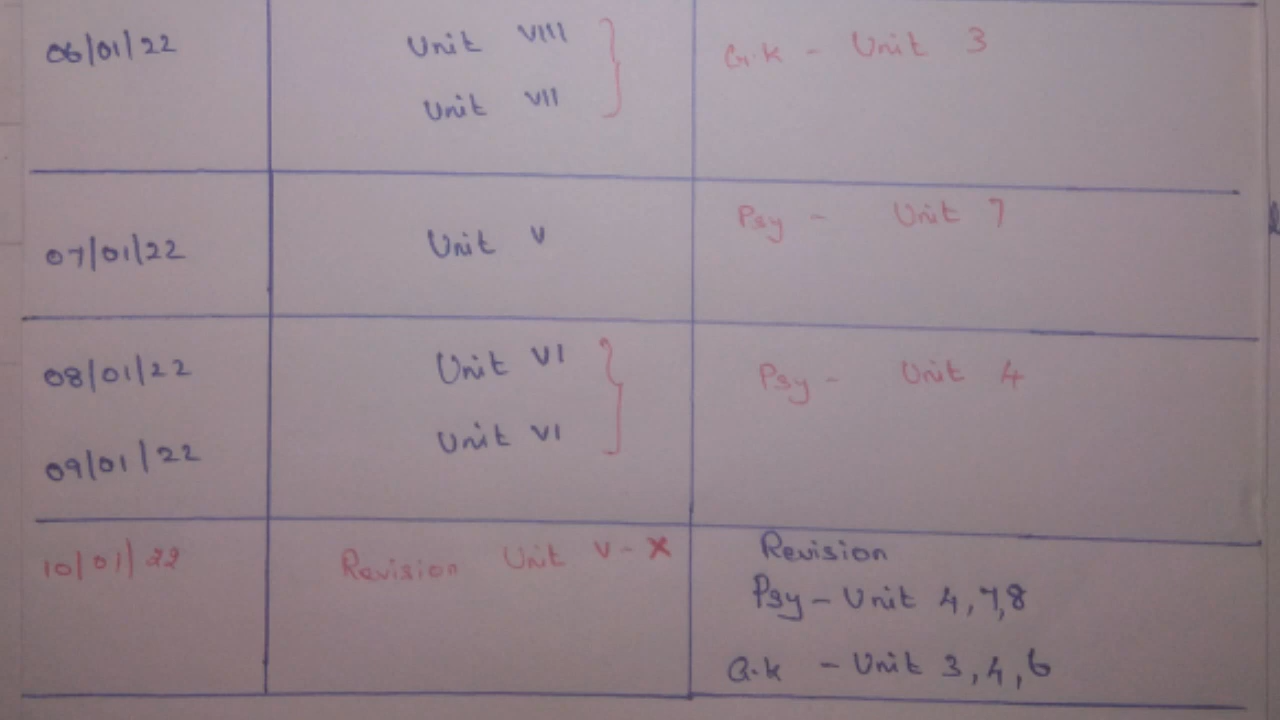 06/01/22 Unit VIII G.K - Unit 3
Unit VII
07/01/22 Unit V Psy - Unit 7
08/01/22 Unit VI Psy - Unit 4
09/01/22 Unit VI
10/01/22 Revision Unit V - X Revision
Psy - Unit 4,7,8
G.K - Unit 3,4,6